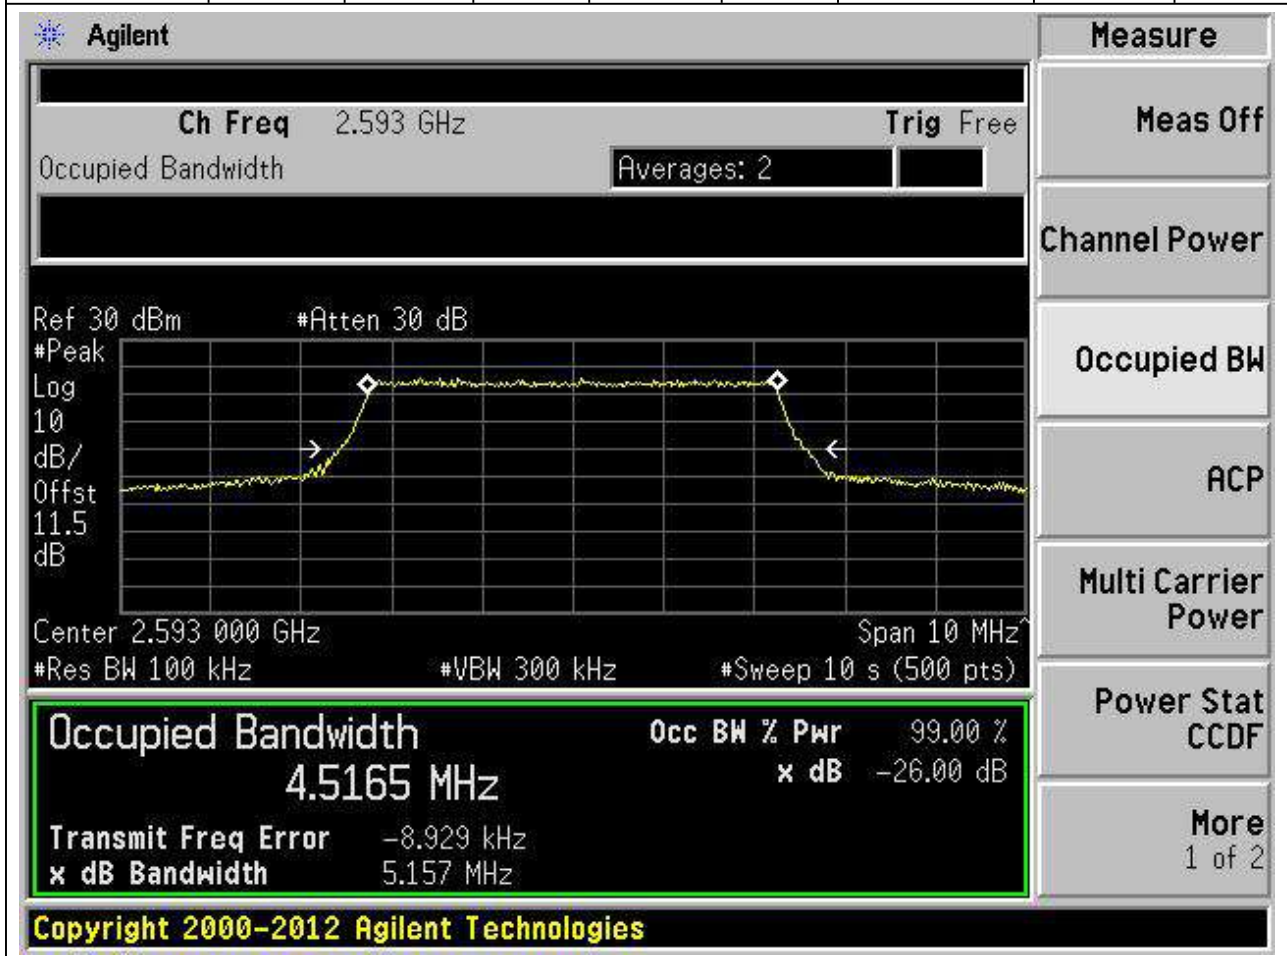 Agilent
Measure
Ch Freq 2.593 GHz Trig Free
Occupied Bandwidth Averages: 2
Ref 30 dBm #Atten 30 dB
#Peak
Log
10
dB/
Offst
11.5
dB
Center 2.593 000 GHz Span 10 MHz^
#Res BW 100 kHz #VBW 300 kHz #Sweep 10 s (500 pts)
Occupied Bandwidth Occ BW % Pwr 99.00 %
4.5165 MHz x dB -26.00 dB
Transmit Freq Error -8.929 kHz
x dB Bandwidth 5.157 MHz
Meas Off
Channel Power
Occupied BW
ACP
Multi Carrier
Power
Power Stat
CCDF
More
1 of 2
Copyright 2000-2012 Agilent Technologies